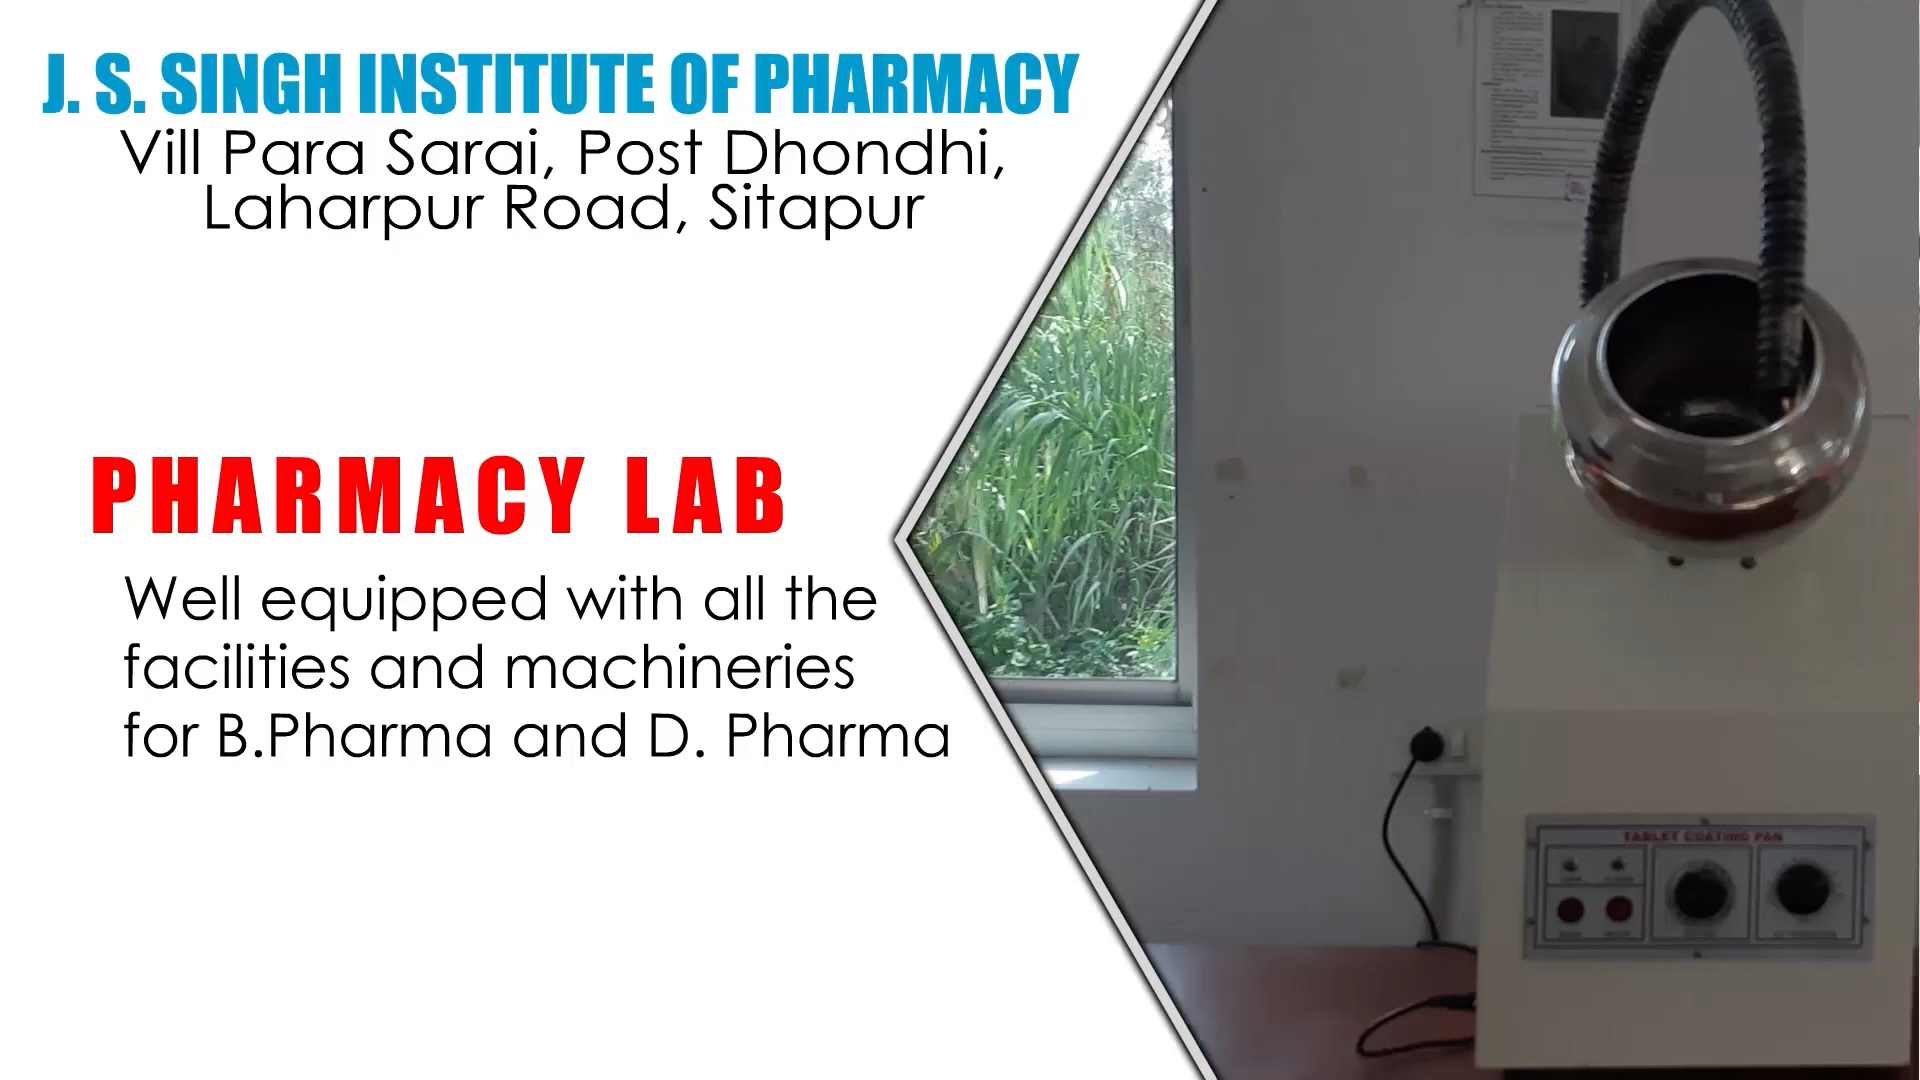 J. S. SINGH INSTITUTE OF PHARMACY
Vill Para Sarai, Post Dhondhi,
Laharpur Road, Sitapur
PHARMACY LAB
Well equipped with all the
facilities and machineries
for B.Pharma and D. Pharma
TABLET COATING PAN